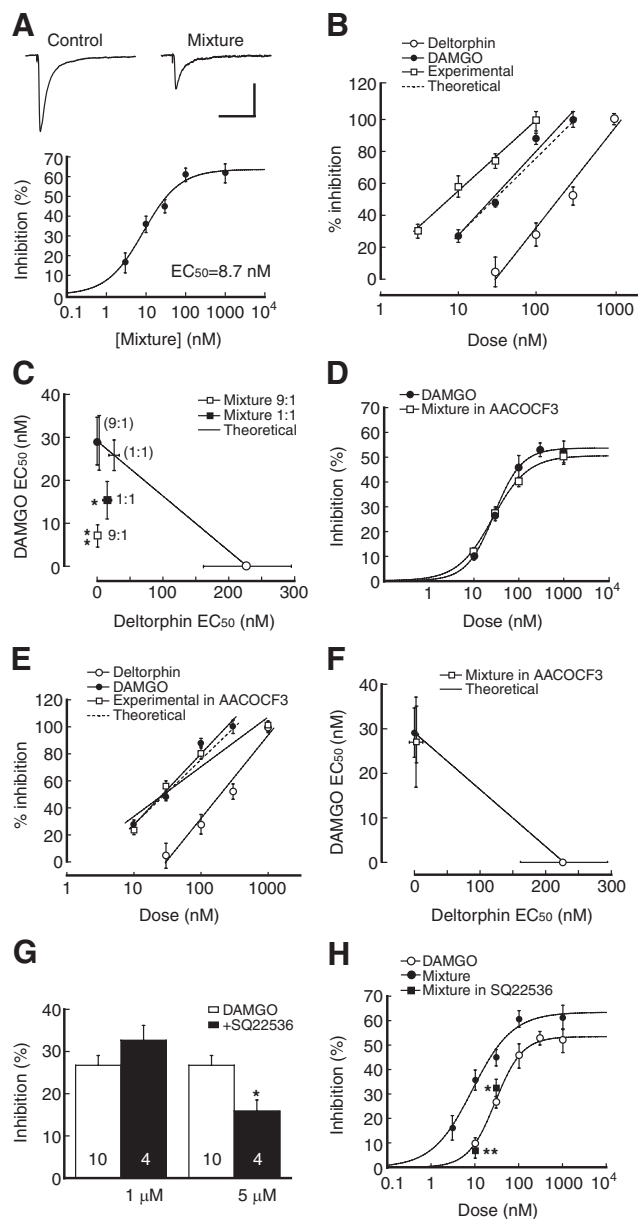 A
Control
Mixture
Inhibition (%)
70
60
50
40
30
20
10
0
EC50=8.7 nM
0.1 1 10 100 1000 10⁴
[Mixture] (nM)
B
Deltorphin
DAMGO
Experimental
Theoretical
% inhibition
120
100
80
60
40
20
0
1 10 100 1000
Dose (nM)
C
Mixture 9:1
Mixture 1:1
Theoretical
DAMGO EC50 (nM)
40
30
20
10
0
(9:1)
(1:1)
* 1:1
** 9:1
0 50 100 150 200 250 300
Deltorphin EC50 (nM)
D
DAMGO
Mixture in AACOCF3
Inhibition (%)
70
60
50
40
30
20
10
0
1 10 100 1000 10⁴
Dose (nM)
E
Deltorphin
DAMGO
Experimental in AACOCF3
Theoretical
% inhibition
120
100
80
60
40
20
0
1 10 100 1000
Dose (nM)
F
Mixture in AACOCF3
Theoretical
DAMGO EC50 (nM)
40
30
20
10
0
0 100 200 300
Deltorphin EC50 (nM)
G
DAMGO
+SQ22536
Inhibition (%)
40
30
20
10
0
10 4 10 4
*
1 µM 5 µM
H
DAMGO
Mixture
Mixture in SQ22536
Inhibition (%)
70
60
50
40
30
20
10
0
*
**
0.1 1 10 100 1000 10⁴
Dose (nM)